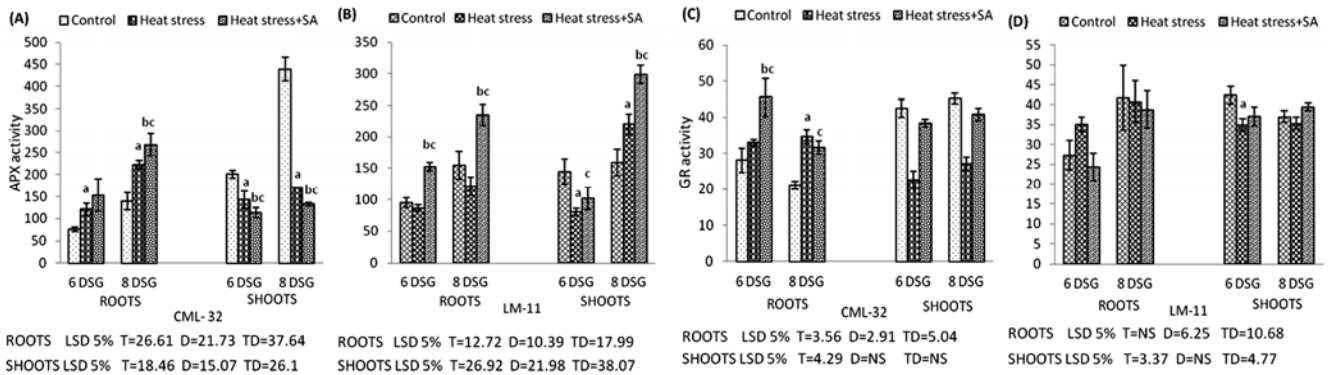 (A) Control Heat stress Heat stress+SA
APX activity
500
450
400
350
300
250
200
150
100
50
0
a
a
bc
a
bc
a
bc
6 DSG 8 DSG 6 DSG 8 DSG
ROOTS SHOOTS
CML- 32
ROOTS LSD 5% T=26.61 D=21.73 TD=37.64
SHOOTS LSD 5% T=18.46 D=15.07 TD=26.1
(B) Control Heat stress Heat stress+SA
350
300
250
200
150
100
50
0
bc
bc
a
c
a
bc
6 DSG 8 DSG 6 DSG 8 DSG
ROOTS SHOOTS
LM-11
ROOTS LSD 5% T=12.72 D=10.39 TD=17.99
SHOOTS LSD 5% T=26.92 D=21.98 TD=38.07
(C) Control Heat stress Heat stress+SA
GR activity
60
50
40
30
20
10
0
bc
a
c
6 DSG 8 DSG 6 DSG 8 DSG
ROOTS SHOOTS
CML-32
ROOTS LSD 5% T=3.56 D=2.91 TD=5.04
SHOOTS LSD 5% T=4.29 D=NS TD=NS
(D) Control Heat stress Heat stress+SA
55
50
45
40
35
30
25
20
15
10
5
0
a
6 DSG 8 DSG 6 DSG 8 DSG
ROOTS SHOOTS
LM-11
ROOTS LSD 5% T=NS D=6.25 TD=10.68
SHOOTS LSD 5% T=3.37 D=NS TD=4.77